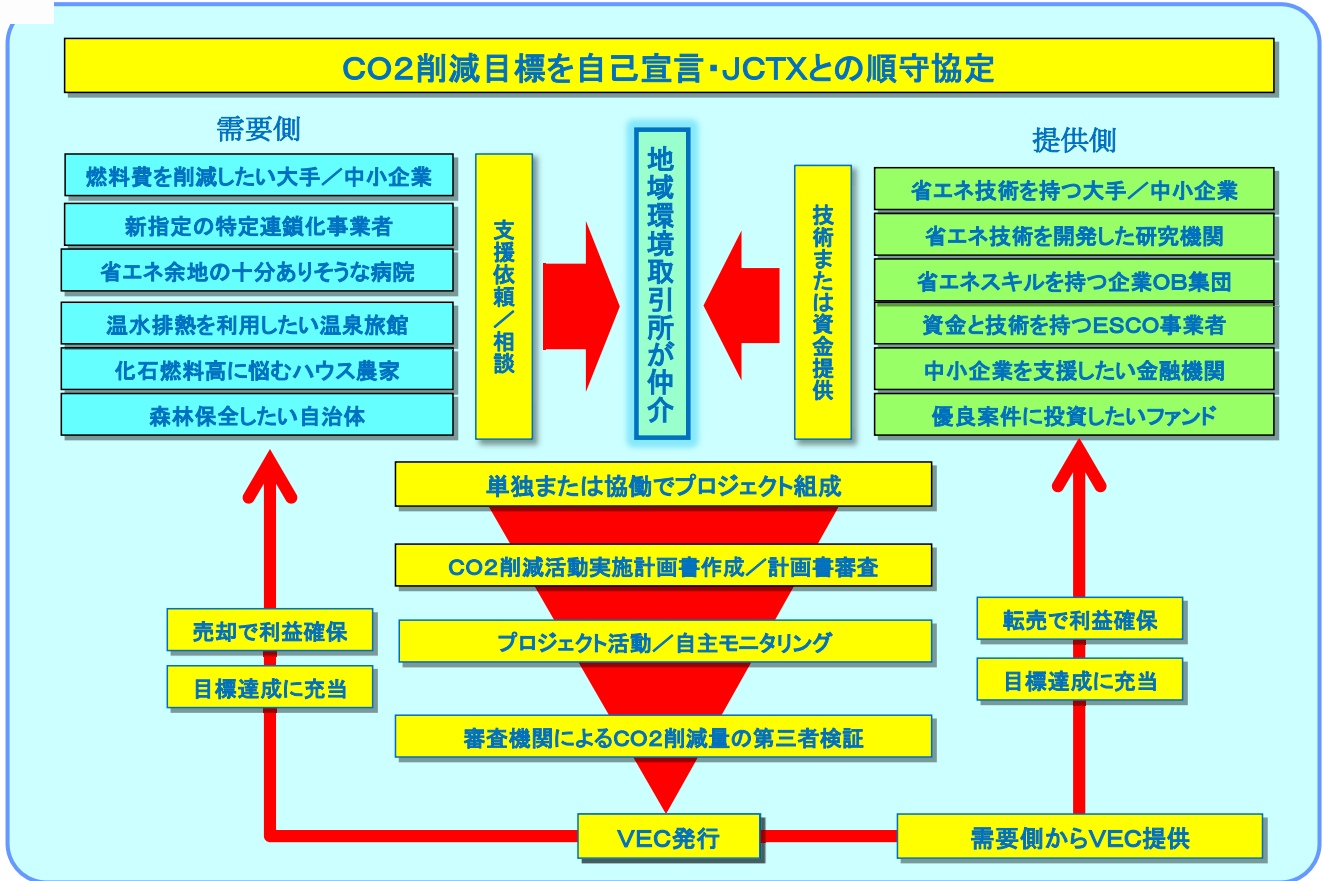 CO2削減目標を自己宣言・JCTXとの順守協定
需要側
燃料費を削減したい大手／中小企業
新指定の特定連鎖化事業者
省エネ余地の十分ありそうな病院
温水排熱を利用したい温泉旅館
化石燃料高に悩むハウス農家
森林保全したい自治体
支援依頼／相談
地域環境取引所が仲介
技術または資金提供
提供側
省エネ技術を持つ大手／中小企業
省エネ技術を開発した研究機関
省エネスキルを持つ企業OB集団
資金と技術を持つESCO事業者
中小企業を支援したい金融機関
優良案件に投資したいファンド
単独または協働でプロジェクト組成
CO2削減活動実施計画書作成／計画書審査
プロジェクト活動／自主モニタリング
審査機関によるCO2削減量の第三者検証
売却で利益確保
目標達成に充当
転売で利益確保
目標達成に充当
VEC発行
需要側からVEC提供